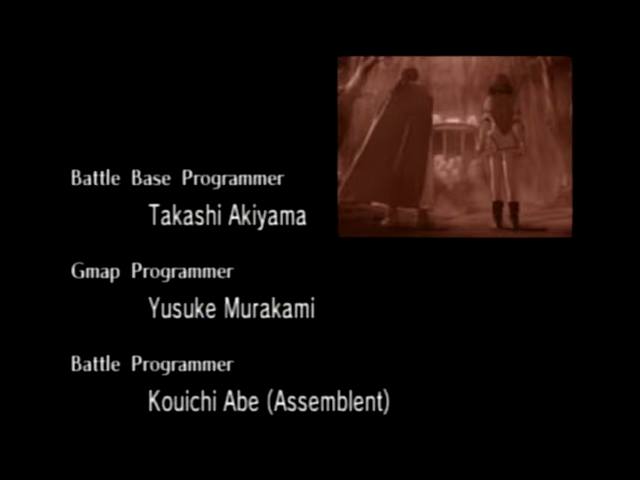 Battle Base Programmer
Takashi Akiyama
Gmap Programmer
Yusuke Murakami
Battle Programmer
Kouichi Abe (Assemblent)